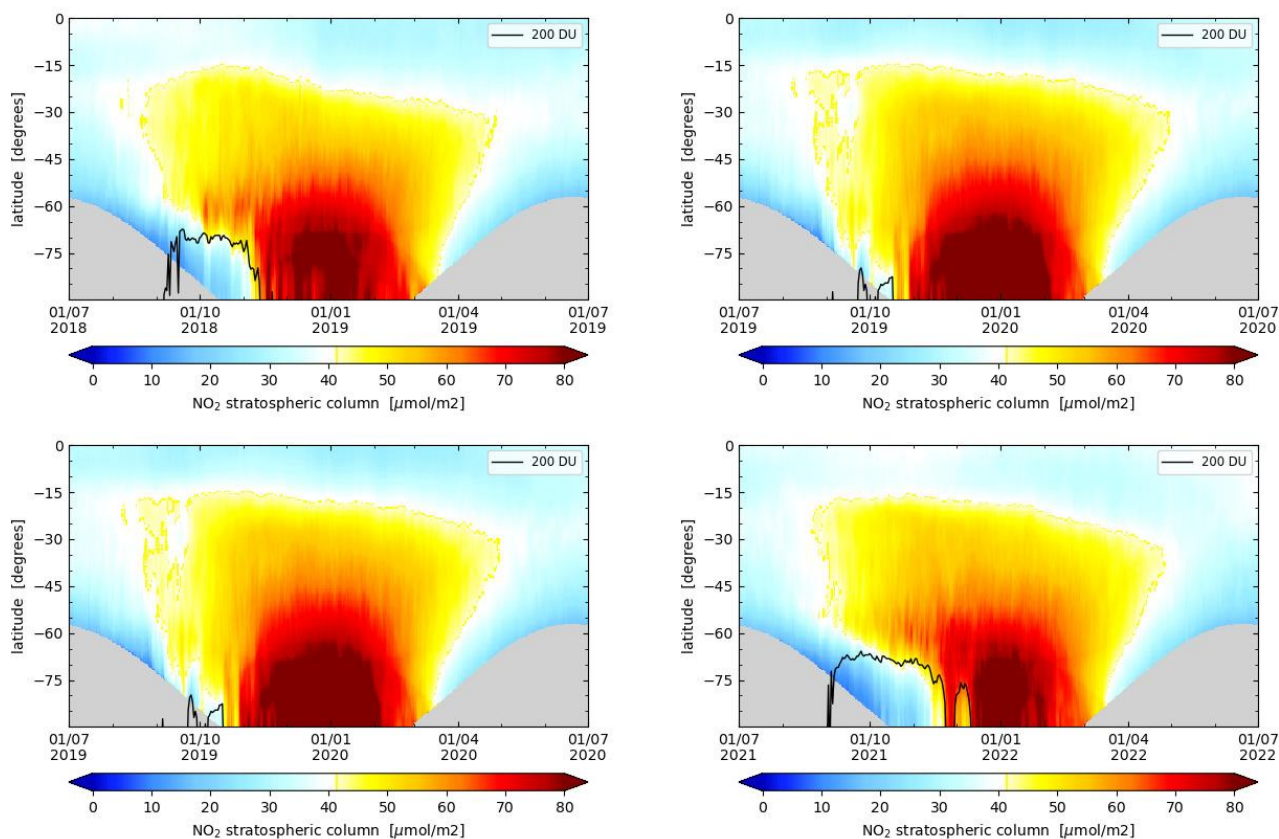 200 DU
latitude [degrees]
0
−15
−30
−45
−60
−75
01/07 01/10 01/01 01/04 01/07
2018 2018 2019 2019 2019
0 10 20 30 40 50 60 70 80
NO₂ stratospheric column [μmol/m2]
200 DU
latitude [degrees]
0
−15
−30
−45
−60
−75
01/07 01/10 01/01 01/04 01/07
2019 2019 2020 2020 2020
0 10 20 30 40 50 60 70 80
NO₂ stratospheric column [μmol/m2]
200 DU
latitude [degrees]
0
−15
−30
−45
−60
−75
01/07 01/10 01/01 01/04 01/07
2019 2019 2020 2020 2020
0 10 20 30 40 50 60 70 80
NO₂ stratospheric column [μmol/m2]
200 DU
latitude [degrees]
0
−15
−30
−45
−60
−75
01/07 01/10 01/01 01/04 01/07
2021 2021 2022 2022 2022
0 10 20 30 40 50 60 70 80
NO₂ stratospheric column [μmol/m2]